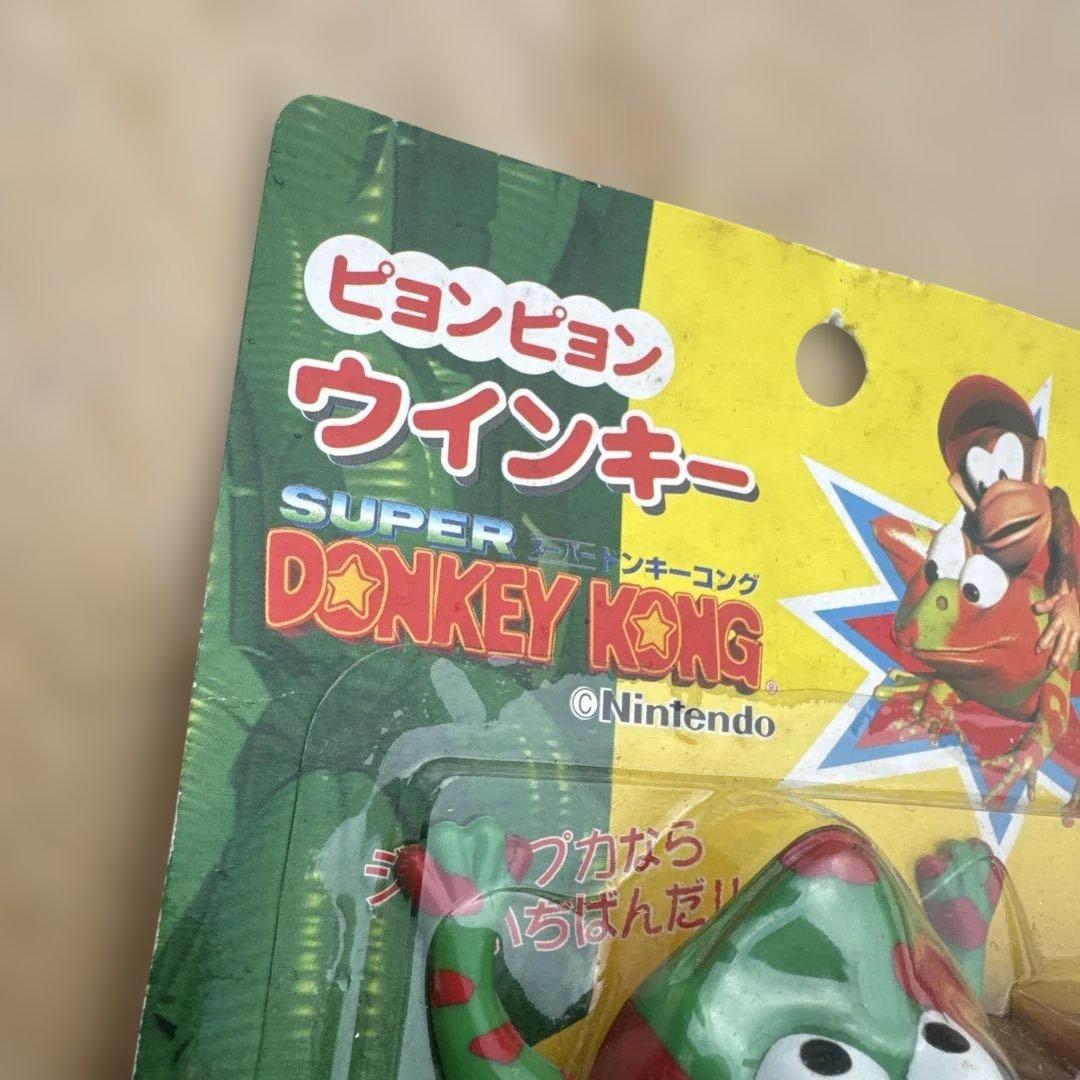 ピョンピョン
ウインキー
SUPER スーパードンキーコング
DONKEY KONG®
©Nintendo
プ力なら
いちばんだ!!